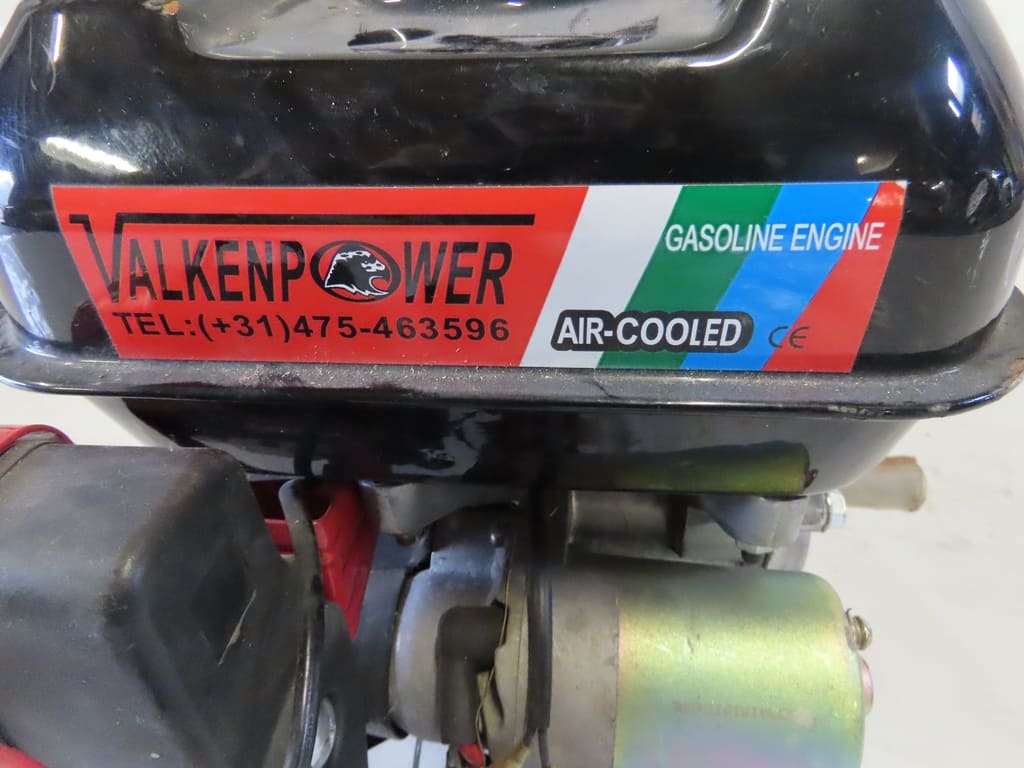 VALKENPOWER
TEL:(+31)475-463596
GASOLINE ENGINE
AIR-COOLED
CE